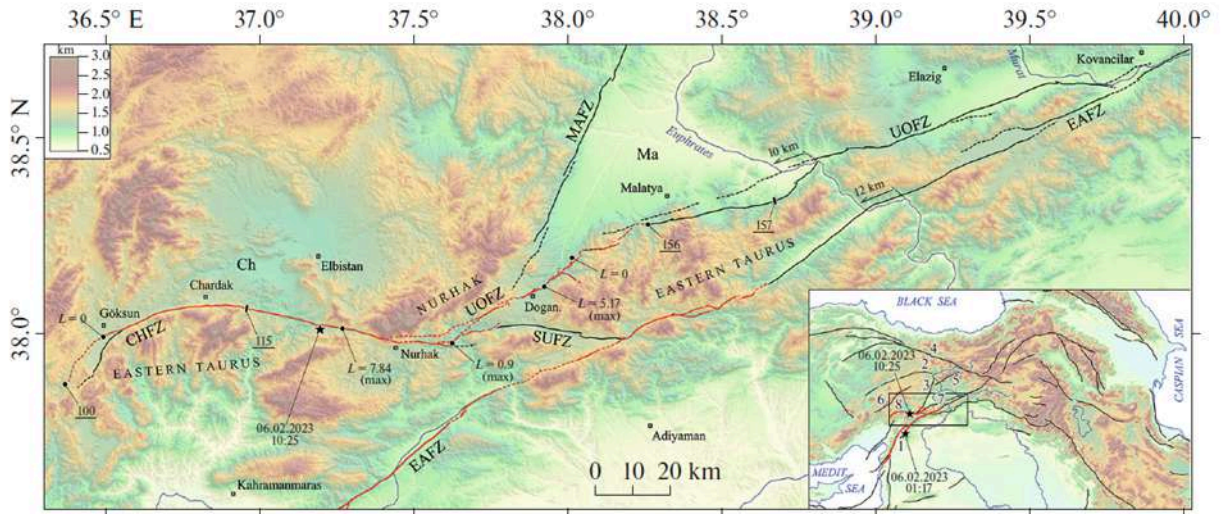 36.5° E
37.0°
37.5°
38.0°
38.5°
39.0°
39.5°
40.0°
km
3.0
2.5
2.0
1.5
1.0
0.5
38.5° N
38.0°
MAFZ
Ma
Malatya
Euphrates
Elazig
Murat
Kovancilar
UOFZ
EAFZ
10 km
12 km
156
157
Ch
Elbistan
Chardak
Göksun
L = 0
CHFZ
115
EASTERN TAURUS
100
06.02.2023
10:25
L = 7.84
(max)
NURHAK
Nurhak
UOFZ
Dogan.
L = 0
L = 5.17
(max)
L = 0.9
(max)
SUFZ
EASTERN TAURUS
EAFZ
Kahramanmaras
Adiyaman
0 10 20 km
BLACK SEA
CASPIAN SEA
MEDIT.
SEA
06.02.2023
10:25
4
2
3
5
6
8
7
1
06.02.2023
01:17